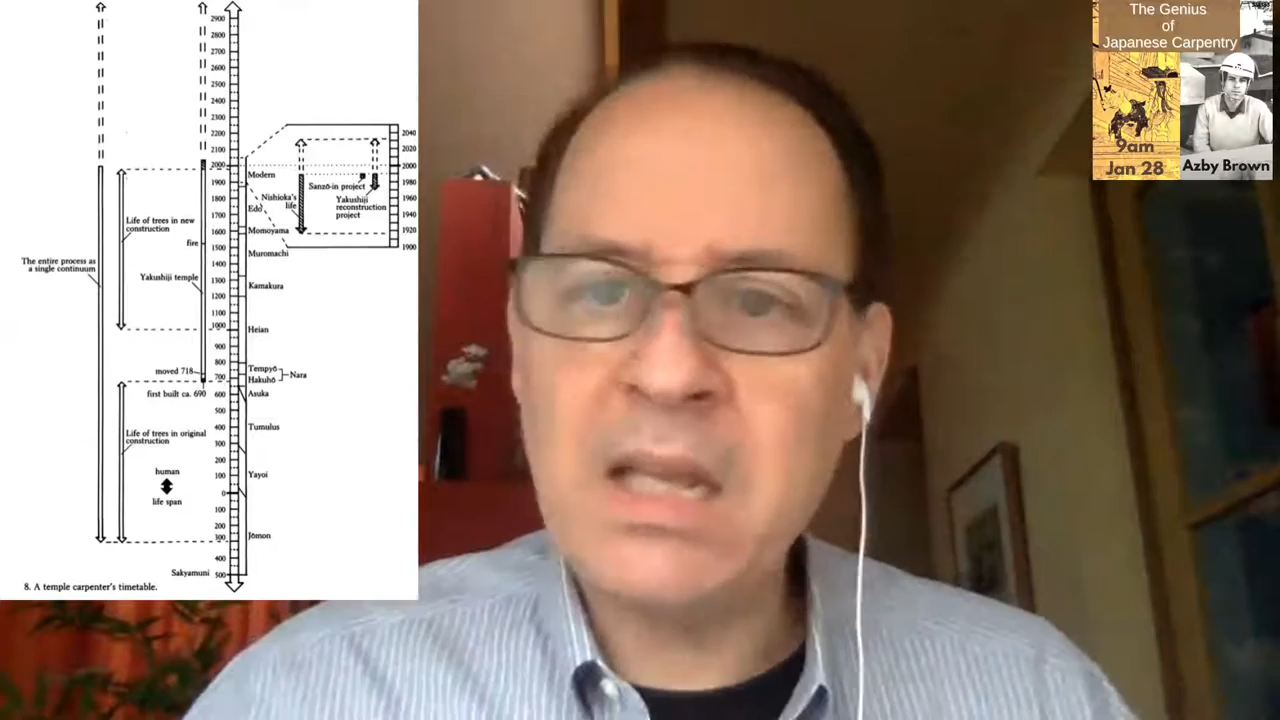 2900
2800
2700
2600
2500
2400
2300
2200
2100
2000
1900
1800
1700
1600
1500
1400
1300
1200
1100
1000
900
800
700
600
500
400
300
200
100
0
100
200
300
400
500
Modern
Edo
Momoyama
Muromachi
Kamakura
Heian
Tempyō
Hakuhō
Nara
Asuka
Tumulus
Yayoi
Jōmon
Sakyamuni
2040
2020
2000
1980
1960
1940
1920
1900
Sanzō-in project
Nishioka's
life
Yakushiji
reconstruction
project
Life of trees in new
construction
fire
The entire process as
a single continuum
Yakushiji temple
moved 718
first built ca. 690
Life of trees in original
construction
human
life span
8. A temple carpenter's timetable.
The Genius
of
Japanese Carpentry
9am
Jan 28
Azby Brown